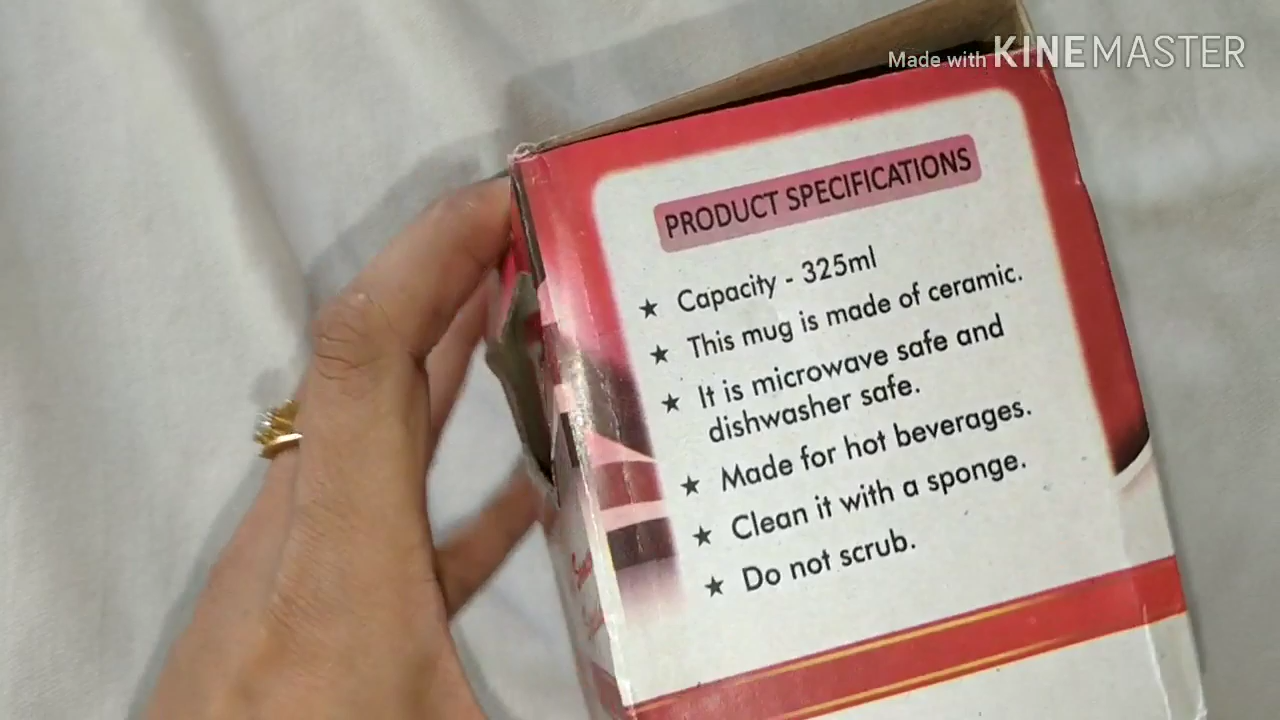 Made with KINEMASTER
PRODUCT SPECIFICATIONS
★ Capacity - 325ml
★ This mug is made of ceramic.
★ It is microwave safe and
dishwasher safe.
★ Made for hot beverages.
★ Clean it with a sponge.
★ Do not scrub.